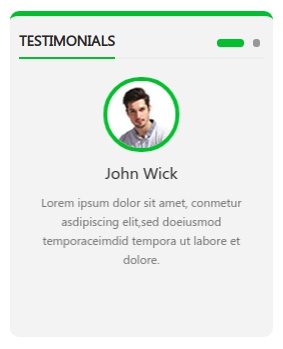 TESTIMONIALS
John Wick
Lorem ipsum dolor sit amet, conmetur
asdipiscing elit,sed doeiusmod
temporaceimdid tempora ut labore et
dolore.